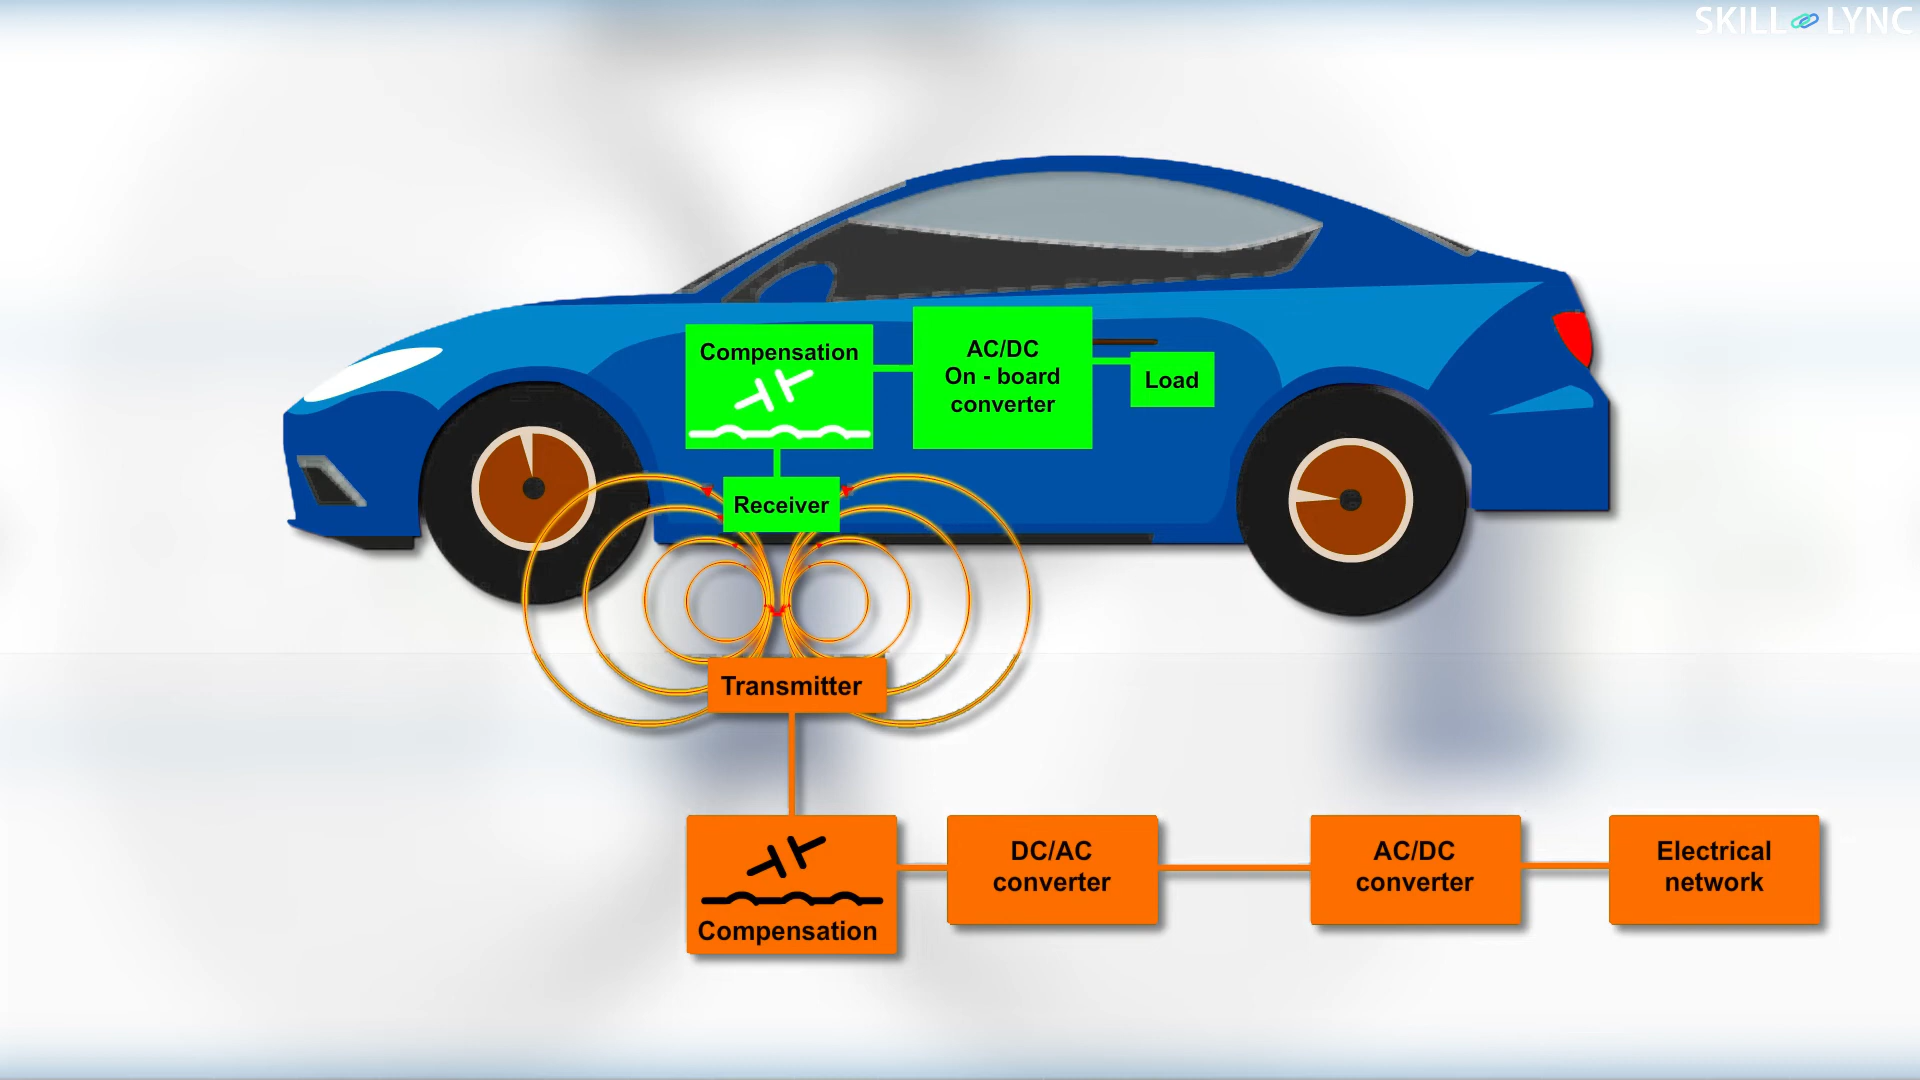 SKILL LYNC
Compensation
AC/DC
On - board
converter
Load
Receiver
Transmitter
Compensation
DC/AC
converter
AC/DC
converter
Electrical
network